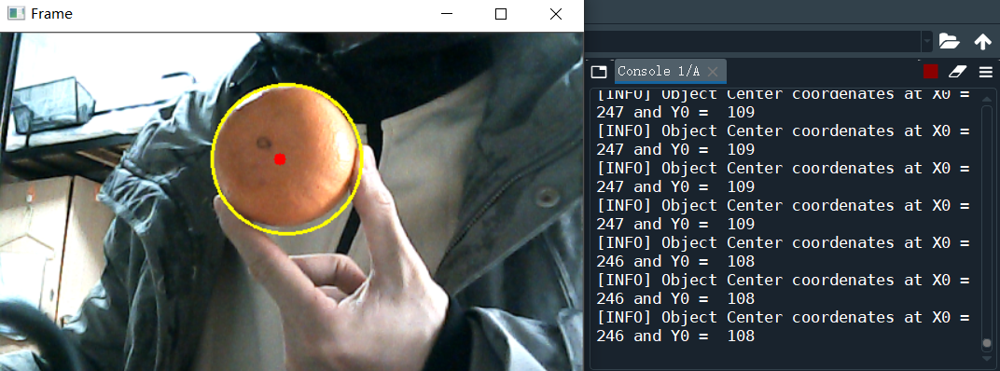 Frame
Console 1/A
[INFO] Object Center coordenates at X0 =
247 and Y0 =  109
[INFO] Object Center coordenates at X0 =
247 and Y0 =  109
[INFO] Object Center coordenates at X0 =
247 and Y0 =  109
[INFO] Object Center coordenates at X0 =
247 and Y0 =  109
[INFO] Object Center coordenates at X0 =
246 and Y0 =  108
[INFO] Object Center coordenates at X0 =
246 and Y0 =  108
[INFO] Object Center coordenates at X0 =
246 and Y0 =  108